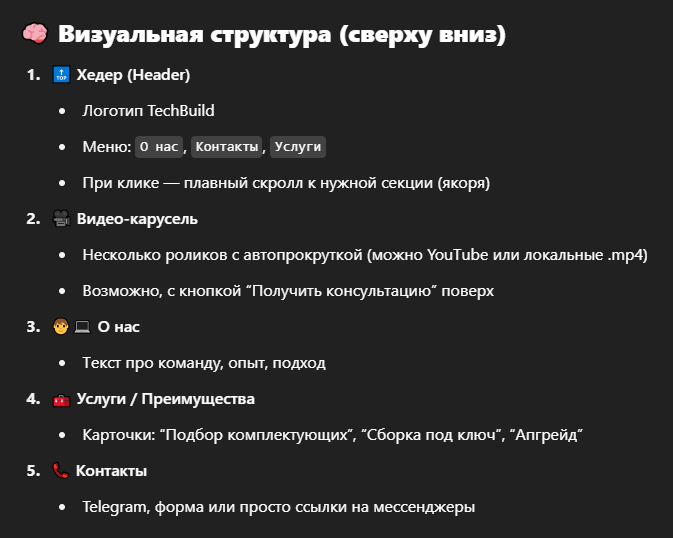 🧠 Визуальная структура (сверху вниз)
1. 🔝 Хедер (Header)
• Логотип TechBuild
• Меню: О нас, Контакты, Услуги
• При клике — плавный скролл к нужной секции (якоря)
2. 🎥 Видео-карусель
• Несколько роликов с автопрокруткой (можно YouTube или локальные .mp4)
• Возможно, с кнопкой “Получить консультацию” поверх
3. 🧑‍💻 О нас
• Текст про команду, опыт, подход
4. 🧰 Услуги / Преимущества
• Карточки: “Подбор комплектующих”, “Сборка под ключ”, “Апгрейд”
5. 📞 Контакты
• Telegram, форма или просто ссылки на мессенджеры